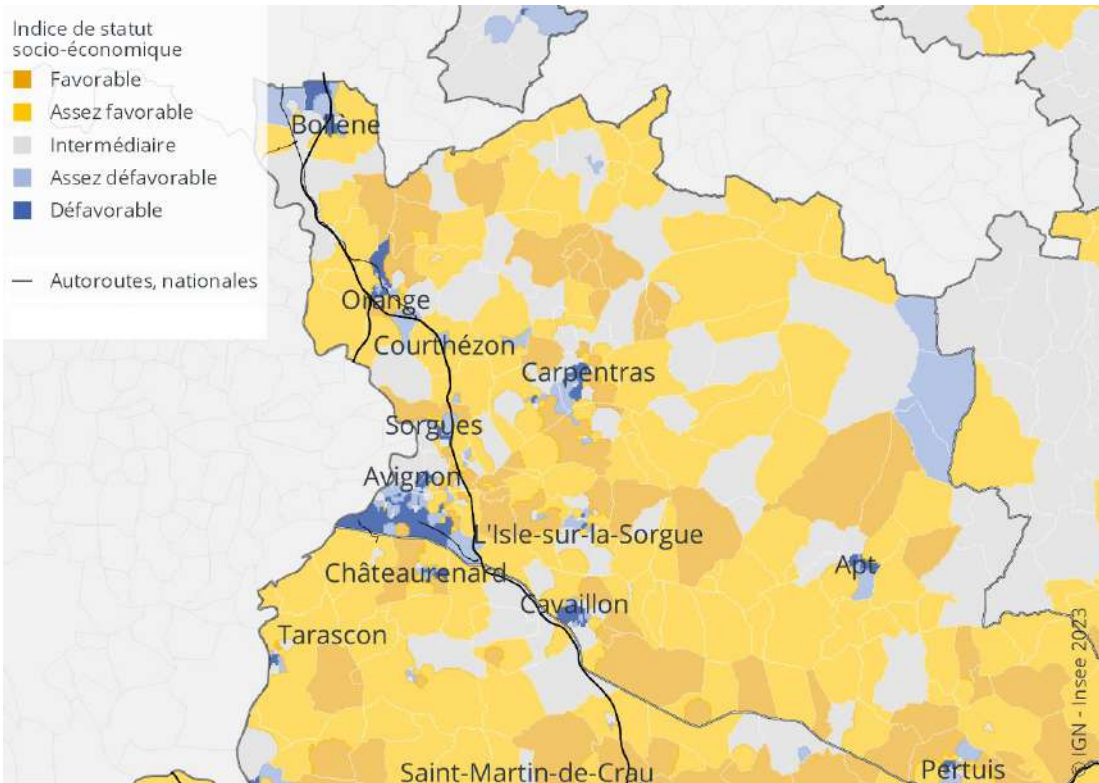 Indice de statut
socio-économique
Favorable
Assez favorable
Intermédiaire
Assez défavorable
Défavorable
Autoroutes, nationales
Bollène
Orange
Courthézon
Carpentras
Sorgues
Avignon
L'Isle-sur-la-Sorgue
Châteaurenard
Apt
Cavaillon
Tarascon
Saint-Martin-de-Crau
Pertuis
© IGN - Insee 2023